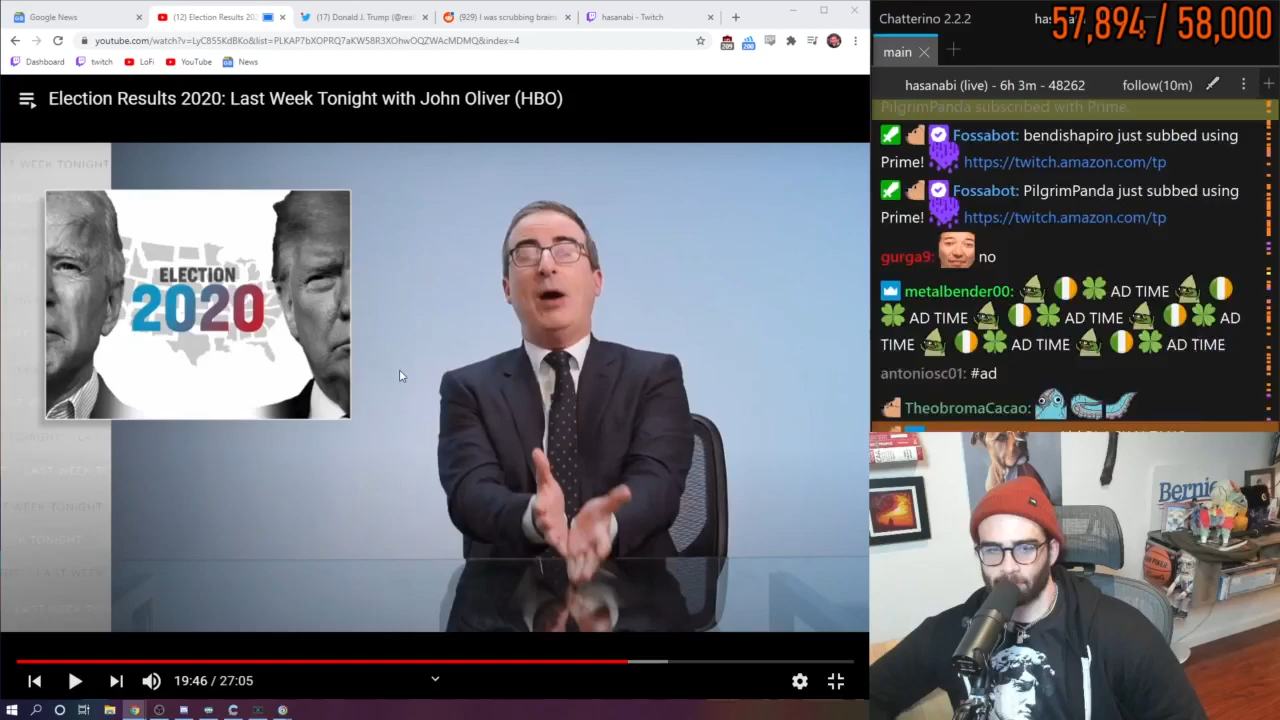 Google News
(12) Election Results 202
(17) Donald J. Trump (@real
(929) I was scrubbing brains
hasanabi - Twitch
youtube.com/watch?v=LyC855KdBKo&list=PLKAP7bXOPRQ7aKW58R3XOhwOQZWAcMDMQ&index=4
209
200
Dashboard
twitch
LoFi
YouTube
News
Election Results 2020: Last Week Tonight with John Oliver (HBO)
ELECTION
2020
19:46 / 27:05
Chatterino 2.2.2
57,894 / 58,000
main
hasanabi (live) - 6h 3m - 48262
follow(10m)
PilgrimPanda subscribed with Prime.
Fossabot: bendishapiro just subbed using
Prime! https://twitch.amazon.com/tp
Fossabot: PilgrimPanda just subbed using
Prime! https://twitch.amazon.com/tp
gurga9: no
metalbender00: AD TIME
AD TIME AD TIME AD
TIME AD TIME AD TIME
antoniosc01: #ad
TheobromaCacao:
Bernie